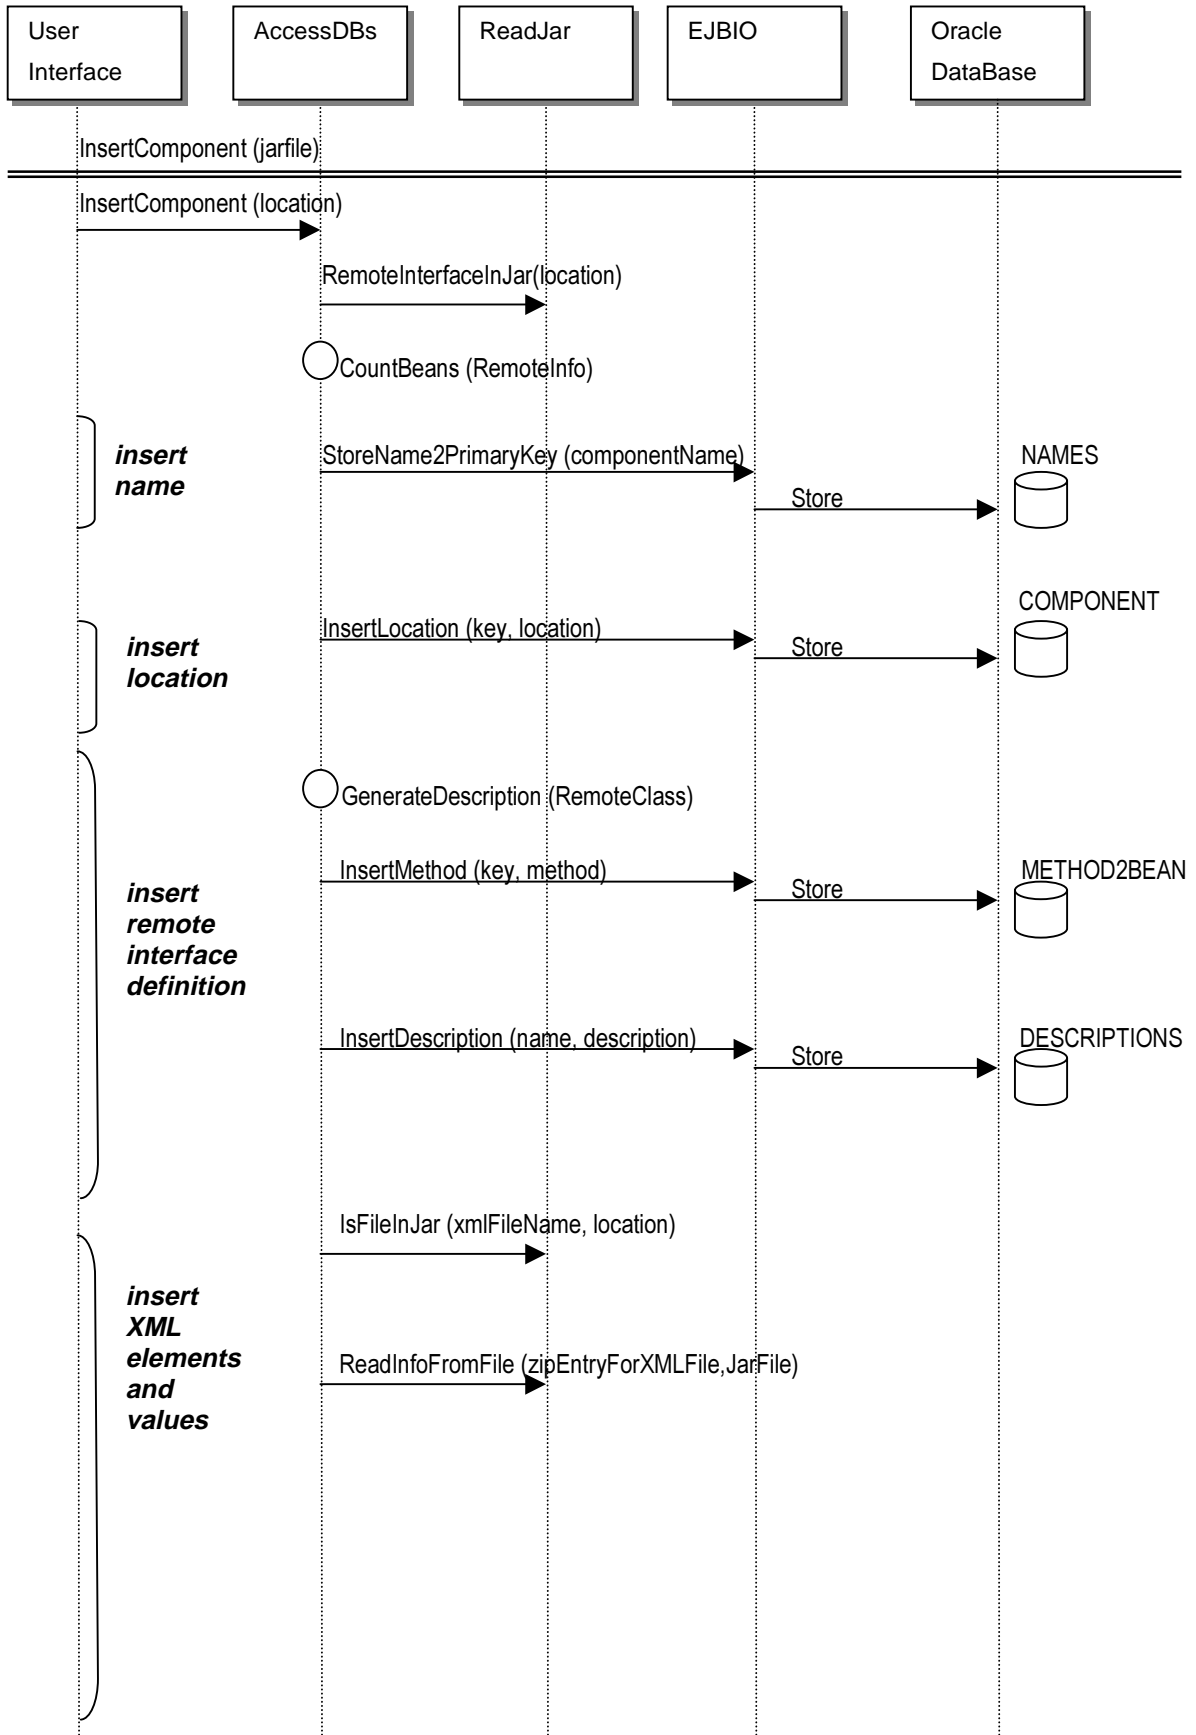 User
Interface
AccessDBs
ReadJar
EJBIO
Oracle
DataBase
InsertComponent (jarfile)
InsertComponent (location)
RemoteInterfaceInJar(location)
CountBeans (RemoteInfo)
insert
name
StoreName2PrimaryKey (componentName)
Store
NAMES
insert
location
InsertLocation (key, location)
Store
COMPONENT
GenerateDescription (RemoteClass)
insert
remote
interface
definition
InsertMethod (key, method)
Store
METHOD2BEAN
InsertDescription (name, description)
Store
DESCRIPTIONS
IsFileInJar (xmlFileName, location)
insert
XML
elements
and
values
ReadInfoFromFile (zipEntryForXMLFile,JarFile)